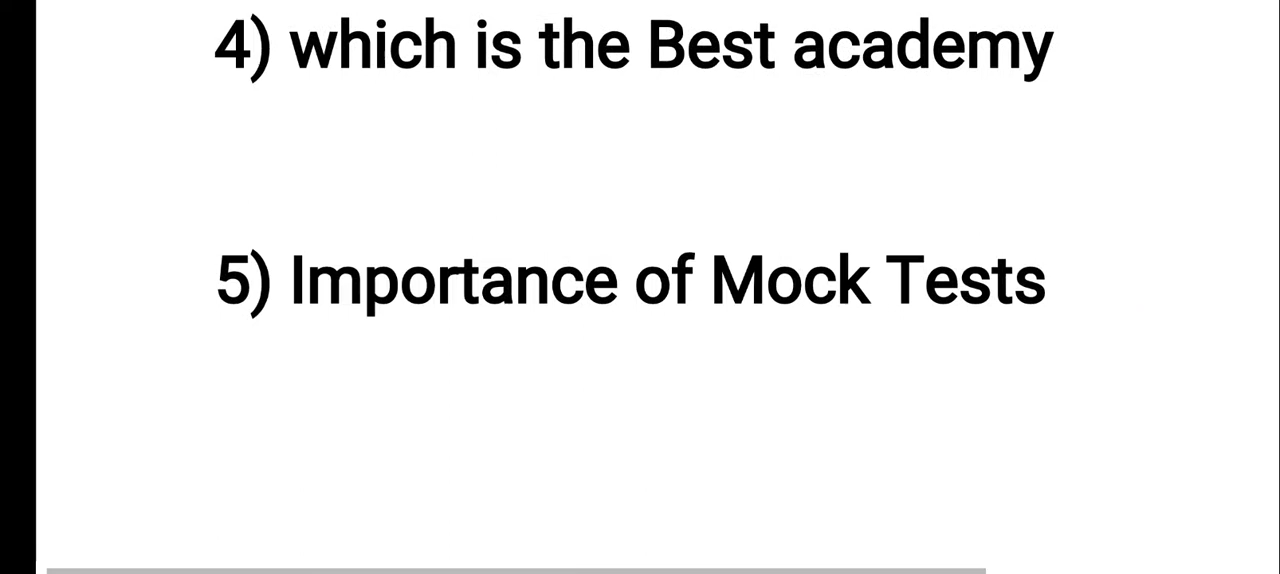 4) which is the Best academy
5) Importance of Mock Tests